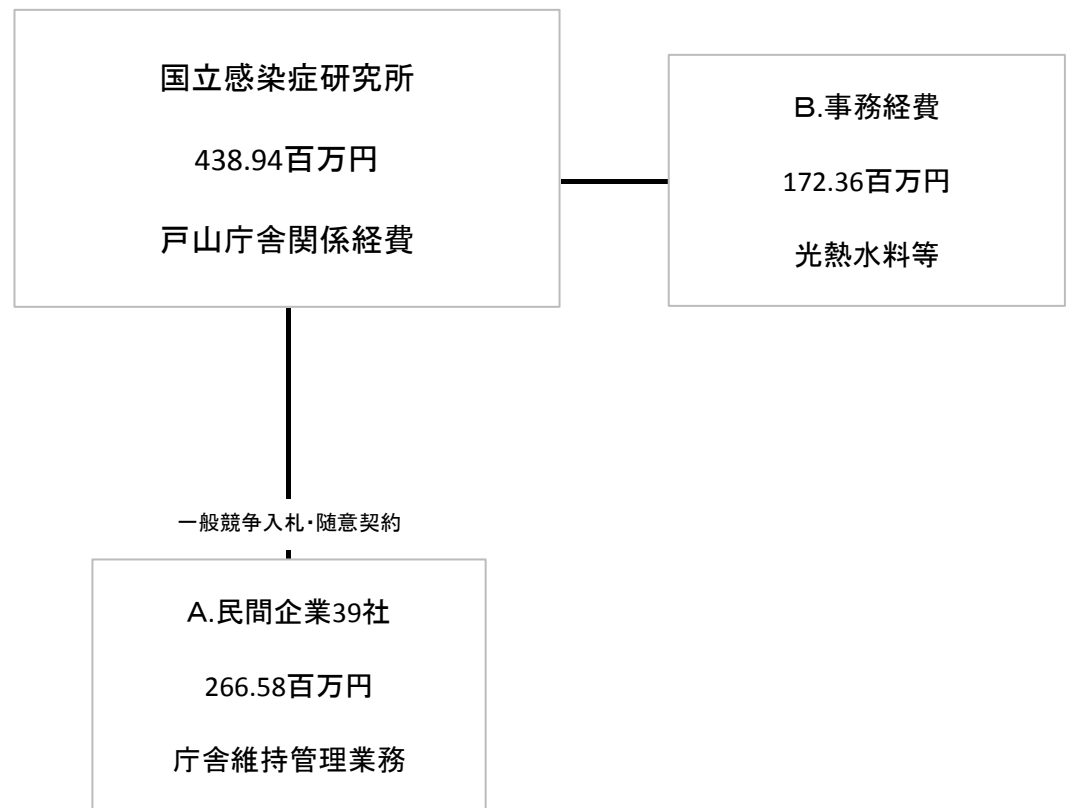 国立感染症研究所
438.94百万円
戸山庁舎関係経費
B.事務経費
172.36百万円
光熱水料等
一般競争入札・随意契約
A.民間企業39社
266.58百万円
庁舎維持管理業務